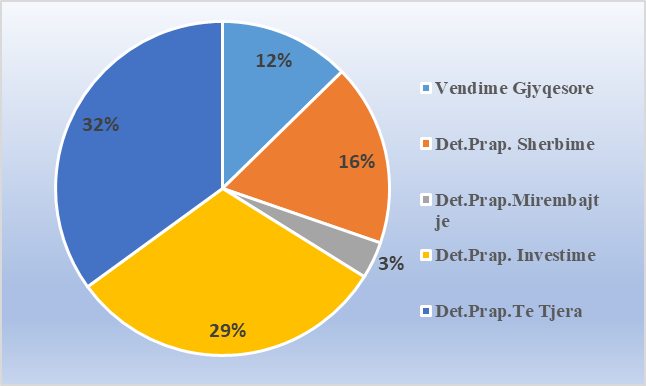 12%
16%
3%
29%
32%
Vendime Gjyqesore
Det.Prap. Sherbime
Det.Prap.Mirembajt
je
Det.Prap. Investime
Det.Prap.Te Tjera